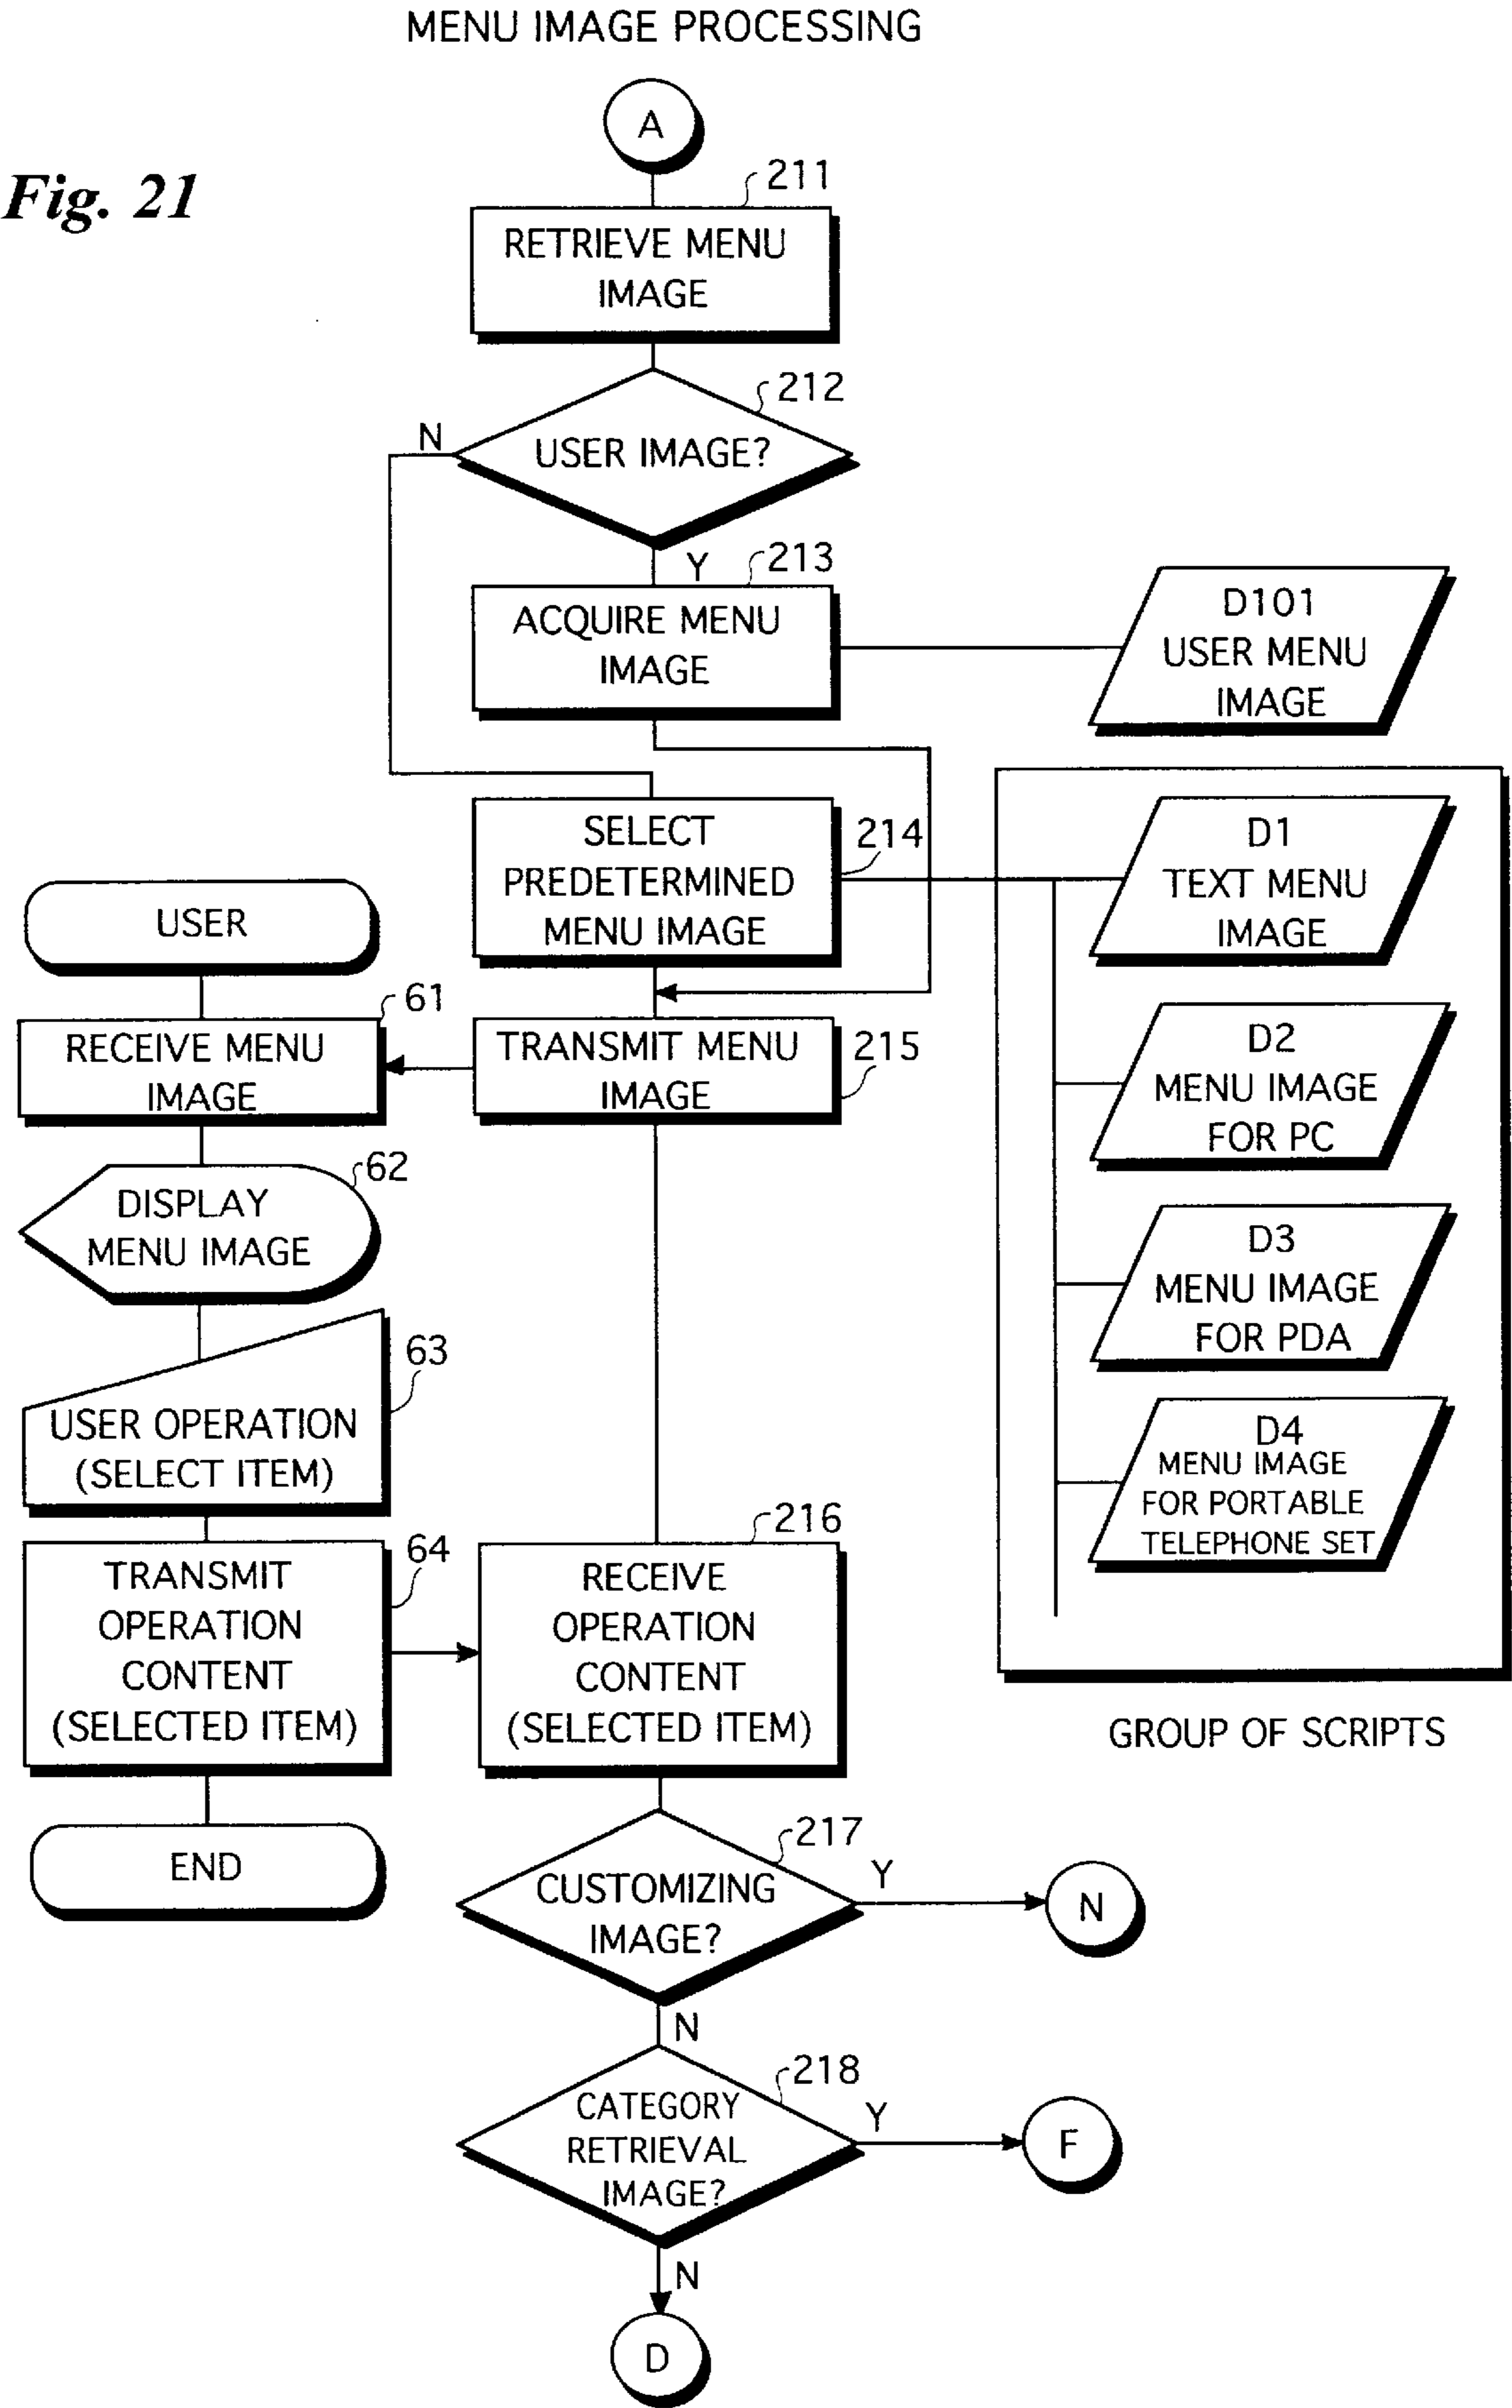 MENU IMAGE PROCESSING
Fig. 21
A
211
RETRIEVE MENU
IMAGE
212
N
USER IMAGE?
Y
213
ACQUIRE MENU
IMAGE
D101
USER MENU
IMAGE
SELECT
PREDETERMINED
MENU IMAGE
214
D1
TEXT MENU
IMAGE
D2
MENU IMAGE
FOR PC
D3
MENU IMAGE
FOR PDA
D4
MENU IMAGE
FOR PORTABLE
TELEPHONE SET
GROUP OF SCRIPTS
TRANSMIT MENU
IMAGE
215
USER
61
RECEIVE MENU
IMAGE
62
DISPLAY
MENU IMAGE
63
USER OPERATION
(SELECT ITEM)
64
TRANSMIT
OPERATION
CONTENT
(SELECTED ITEM)
END
216
RECEIVE
OPERATION
CONTENT
(SELECTED ITEM)
217
CUSTOMIZING
IMAGE?
Y
N
N
218
CATEGORY
RETRIEVAL
IMAGE?
Y
F
N
D